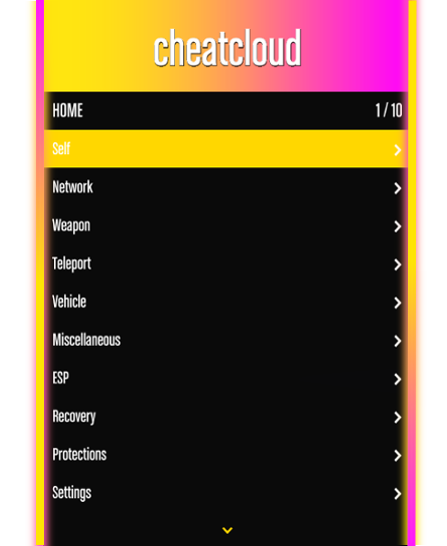 cheatcloud
HOME 1 / 10
Self
Network
Weapon
Teleport
Vehicle
Miscellaneous
ESP
Recovery
Protections
Settings